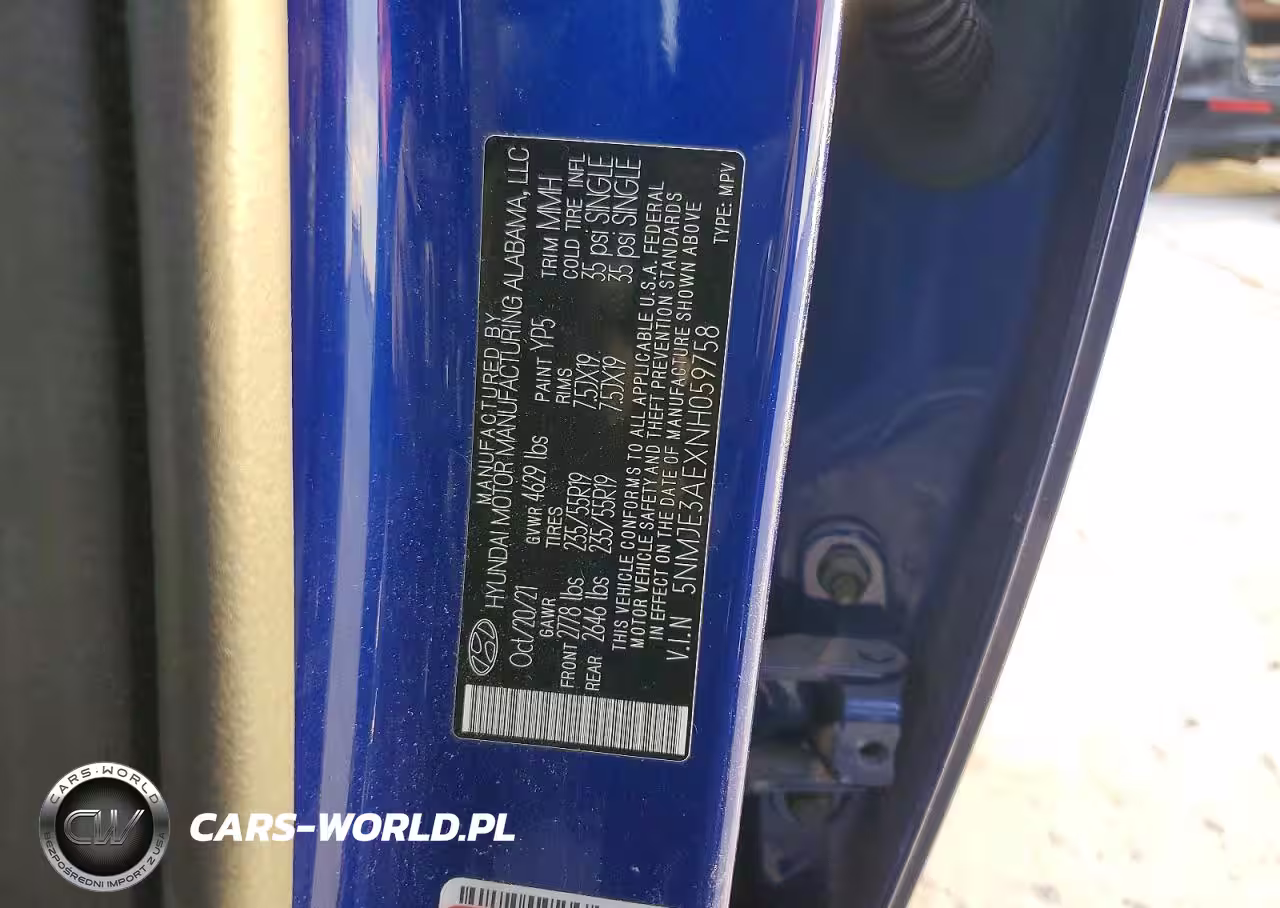 MANUFACTURED BY
HYUNDAI MOTOR MANUFACTURING ALABAMA, LLC
Oct/20/21 GVWR 4629 lbs PAINT YP5 TRIM MMH
GAWR TIRES RIMS COLD TIRE INFL
FRONT 2778 lbs 235/55R19 7.5JX19 35 psi SINGLE
REAR 2646 lbs 235/55R19 7.5JX19 35 psi SINGLE
THIS VEHICLE CONFORMS TO ALL APPLICABLE U.S.A. FEDERAL
MOTOR VEHICLE SAFETY AND THEFT PREVENTION STANDARDS
IN EFFECT ON THE DATE OF MANUFACTURE SHOWN ABOVE
V.I.N 5NMJE3AEXNH059758 TYPE: MPV
CARS-WORLD
CW
BEZPOŚREDNI IMPORT Z USA
CARS-WORLD.PL